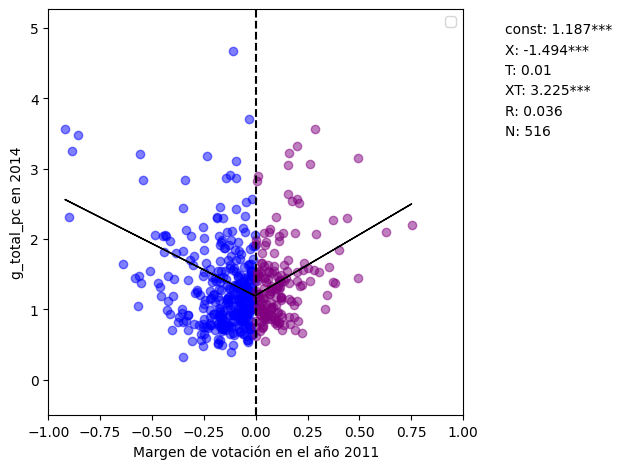 const: 1.187***
X: -1.494***
T: 0.01
XT: 3.225***
R: 0.036
N: 516
g_total_pc en 2014
5
4
3
2
1
0
-1.00 -0.75 -0.50 -0.25 0.00 0.25 0.50 0.75 1.00
Margen de votación en el año 2011